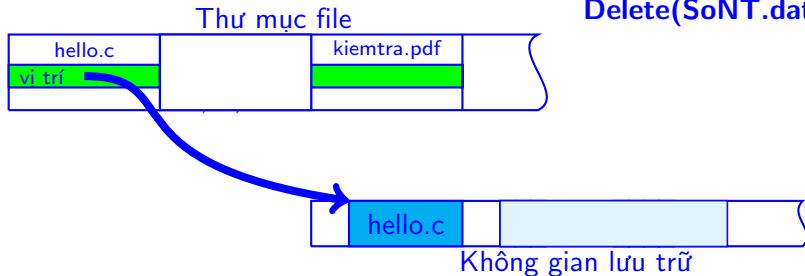 Thư mục file
Delete(SoNT.dat
hello.c
kiemtra.pdf
vị trí
hello.c
Không gian lưu trữ